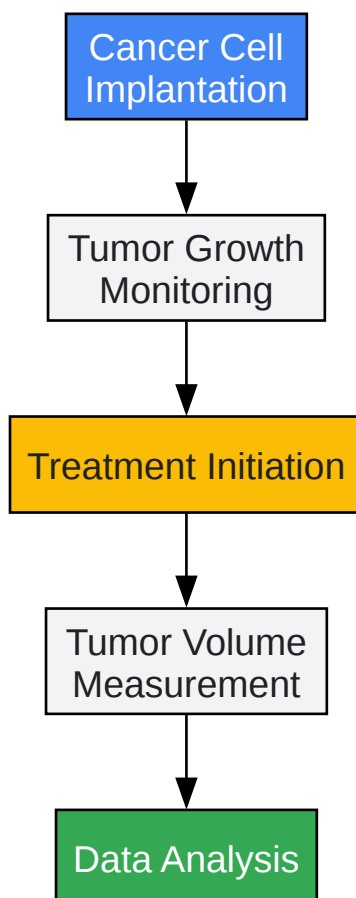 Cancer Cell
Implantation
Tumor Growth
Monitoring
Treatment Initiation
Tumor Volume
Measurement
Data Analysis